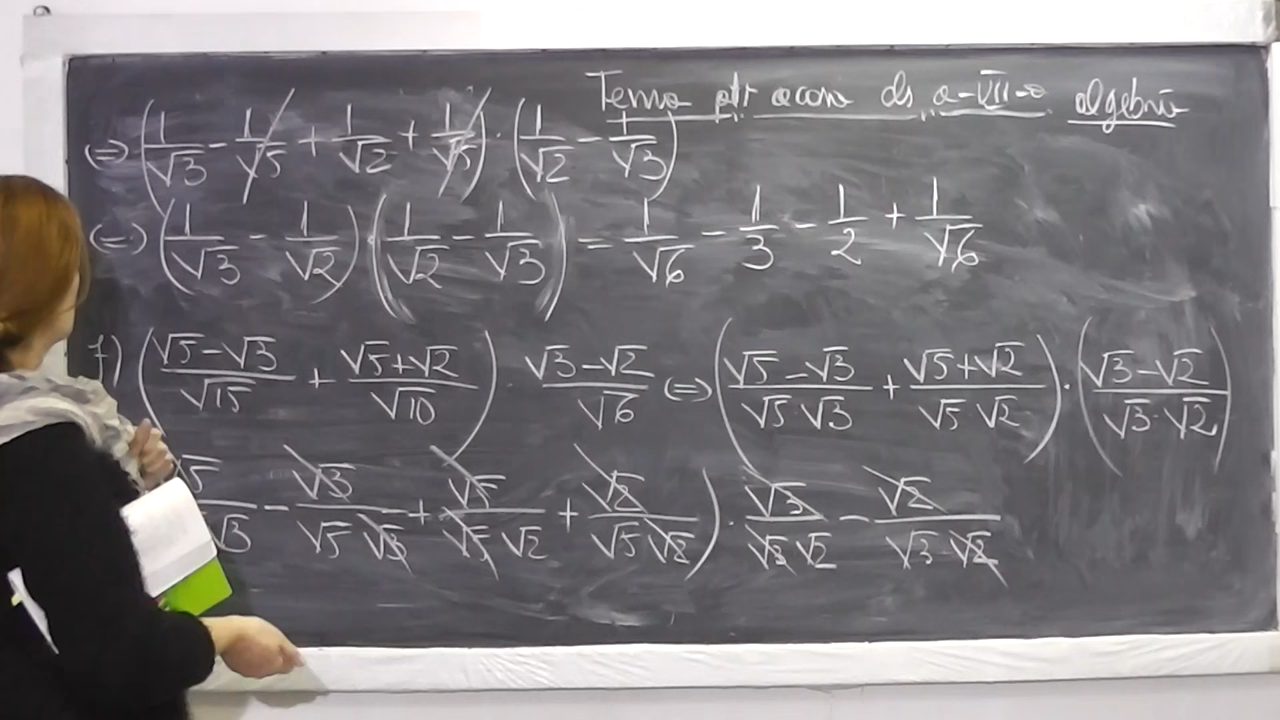 Tema ptr acasa ds a-VII-a algebra
<=> (1/√3 - 1/√5 + 1/√2 + 1/√5) · (1/√2 - 1/√3)
<=> (1/√3 - 1/√2) · (1/√2 - 1/√3) = 1/√6 - 1/3 - 1/2 + 1/√6
f) ((√5-√3)/√15 + (√5+√2)/√10) · (√3-√2)/√6 <=> ((√5-√3)/(√5·√3) + (√5+√2)/(√5·√2)) · ((√3-√2)/(√3·√2))
√5/√3 - √3/(√5√3) + √5/(√5√2) + √2/(√5√2)) · √3/(√3√2) - √2/(√3·√2)